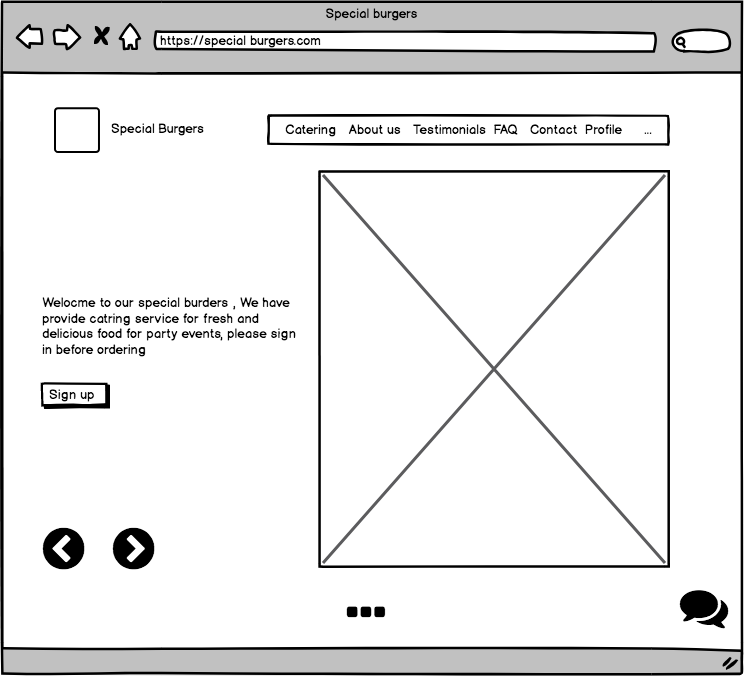 Special burgers
https://special burgers.com
Special Burgers
Catering About us Testimonials FAQ Contact Profile ...
Welocme to our special burders , We have
provide catring service for fresh and
delicious food for party events, please sign
in before ordering
Sign up